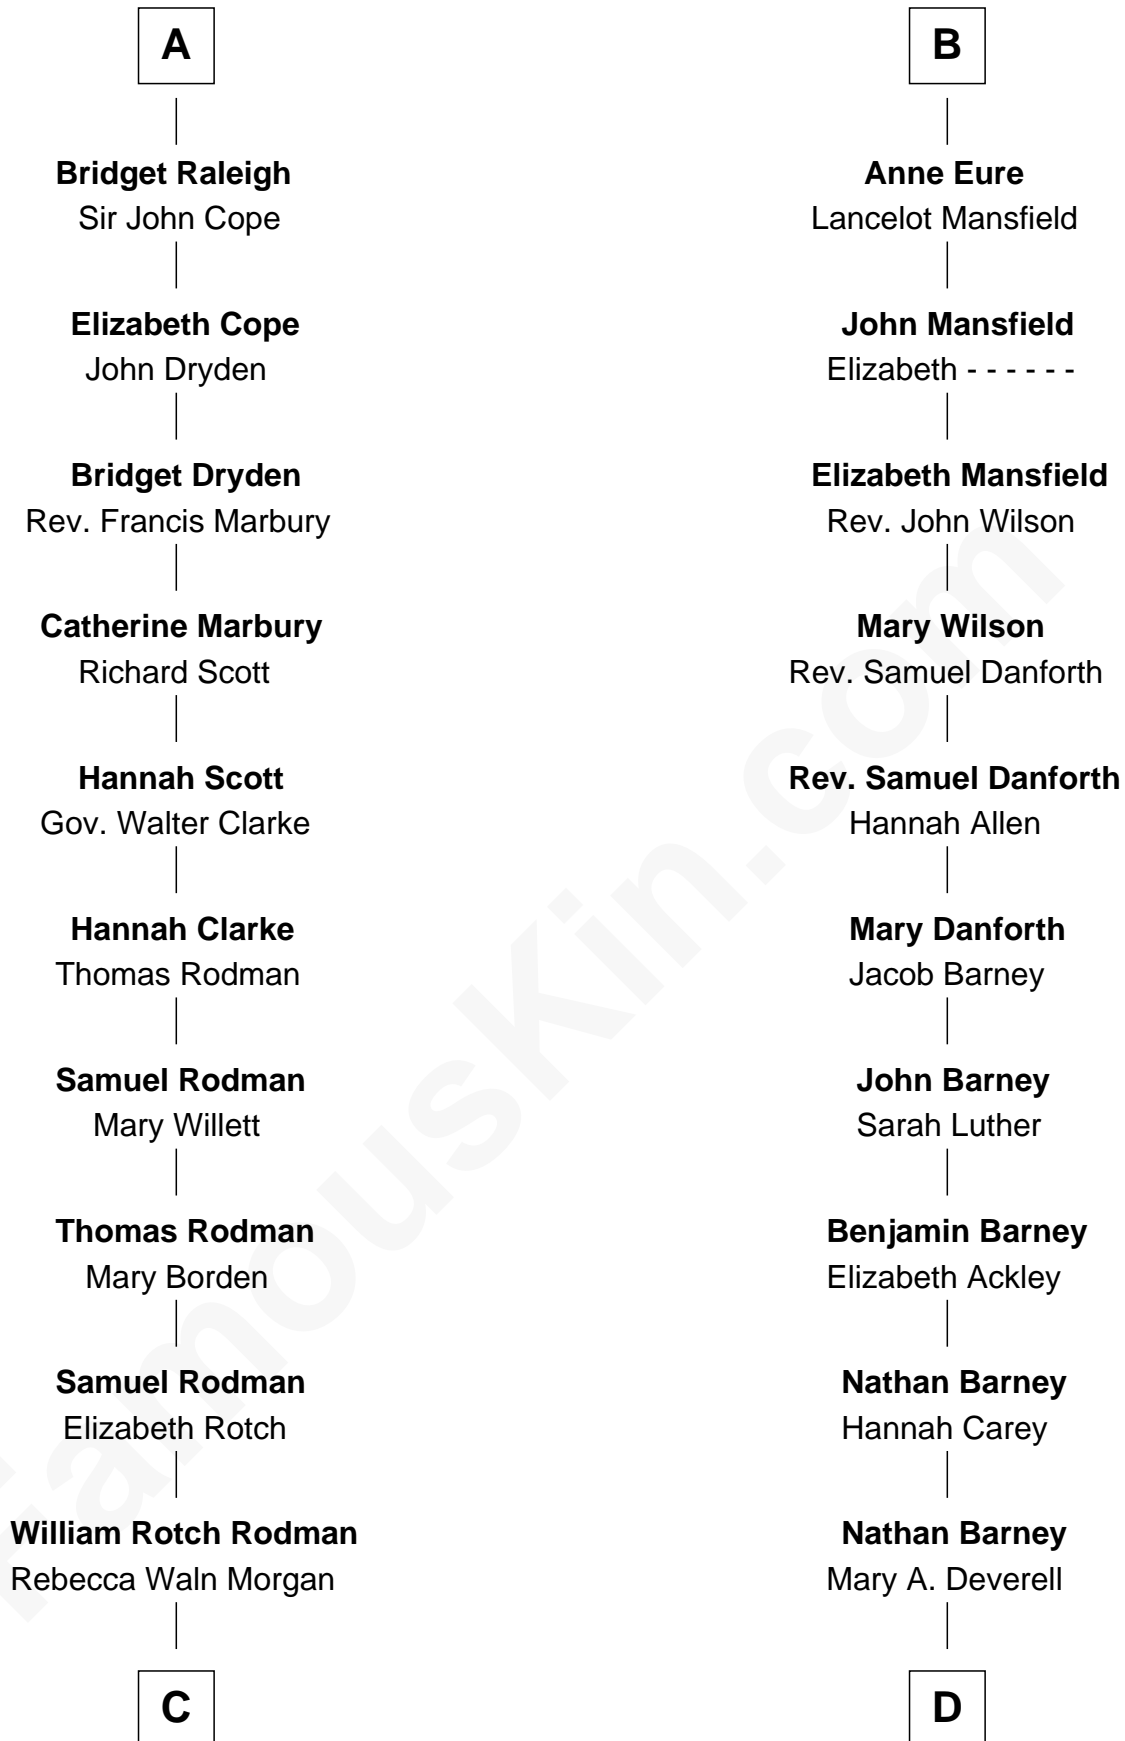 A
Bridget Raleigh
Sir John Cope
Elizabeth Cope
John Dryden
Bridget Dryden
Rev. Francis Marbury
Catherine Marbury
Richard Scott
Hannah Scott
Gov. Walter Clarke
Hannah Clarke
Thomas Rodman
Samuel Rodman
Mary Willett
Thomas Rodman
Mary Borden
Samuel Rodman
Elizabeth Rotch
William Rotch Rodman
Rebecca Waln Morgan
C
B
Anne Eure
Lancelot Mansfield
John Mansfield
Elizabeth - - - - - -
Elizabeth Mansfield
Rev. John Wilson
Mary Wilson
Rev. Samuel Danforth
Rev. Samuel Danforth
Hannah Allen
Mary Danforth
Jacob Barney
John Barney
Sarah Luther
Benjamin Barney
Elizabeth Ackley
Nathan Barney
Hannah Carey
Nathan Barney
Mary A. Deverell
D
FamousKin.com